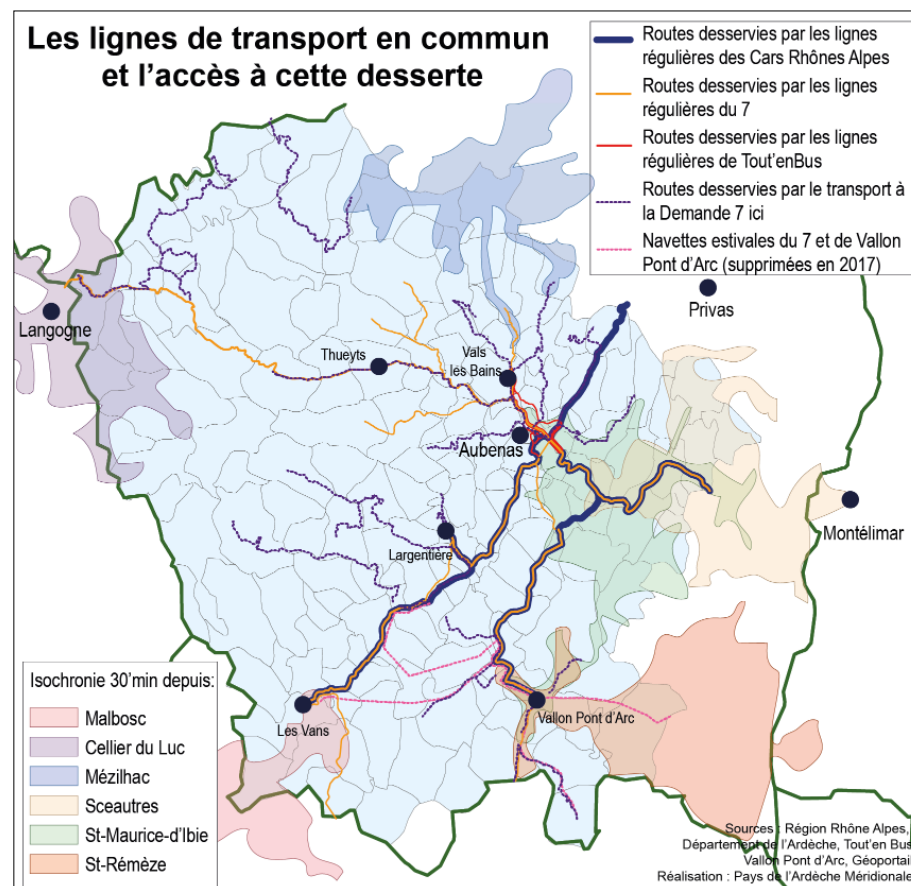 Les lignes de transport en commun
et l'accès à cette desserte
Routes desservies par les lignes
régulières des Cars Rhônes Alpes
Routes desservies par les lignes
régulières du 7
Routes desservies par les lignes
régulières de Tout'enBus
Routes desservies par le transport à
la Demande 7 ici
Navettes estivales du 7 et de Vallon
Pont d'Arc (supprimées en 2017)
Privas
Langogne
Thueyts
Vals
les Bains
Aubenas
Montélimar
Largentière
Les Vans
Vallon Pont d'Arc
Isochronie 30'min depuis:
Malbosc
Cellier du Luc
Mézilhac
Sceautres
St-Maurice-d'Ibie
St-Rémèze
Sources : Région Rhône Alpes,
Département de l'Ardèche, Tout'en Bus
Vallon Pont d'Arc, Géoportail
Réalisation : Pays de l'Ardèche Méridionale